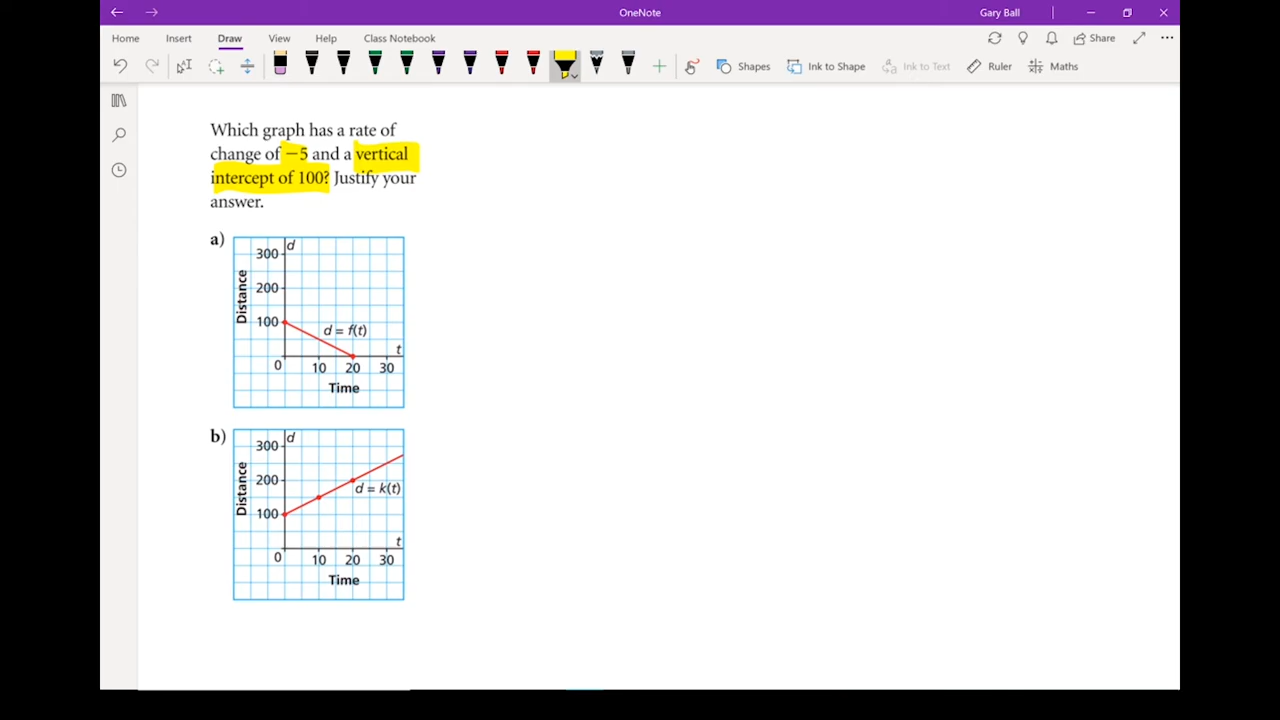 OneNote
Gary Ball
Home Insert Draw View Help Class Notebook
Share
Shapes Ink to Shape Ink to Text Ruler Maths
Which graph has a rate of
change of −5 and a vertical
intercept of 100? Justify your
answer.
a)
d
300
200
100
0
10 20 30
t
d = f(t)
Distance
Time
b)
d
300
200
100
0
10 20 30
t
d = k(t)
Distance
Time